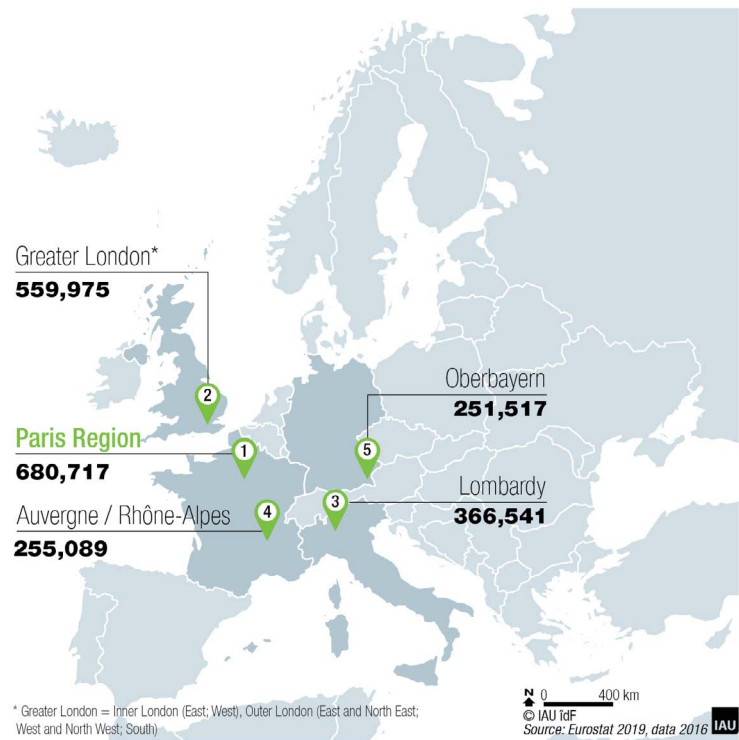 Greater London*
559,975
2
Oberbayern
251,517
Paris Region
680,717
1
5
Lombardy
366,541
3
Auvergne / Rhône-Alpes
255,089
4
* Greater London = Inner London (East; West), Outer London (East and North East;
West and North West; South)
N 0 400 km
© IAU îdF
Source: Eurostat 2019, data 2016
IAU